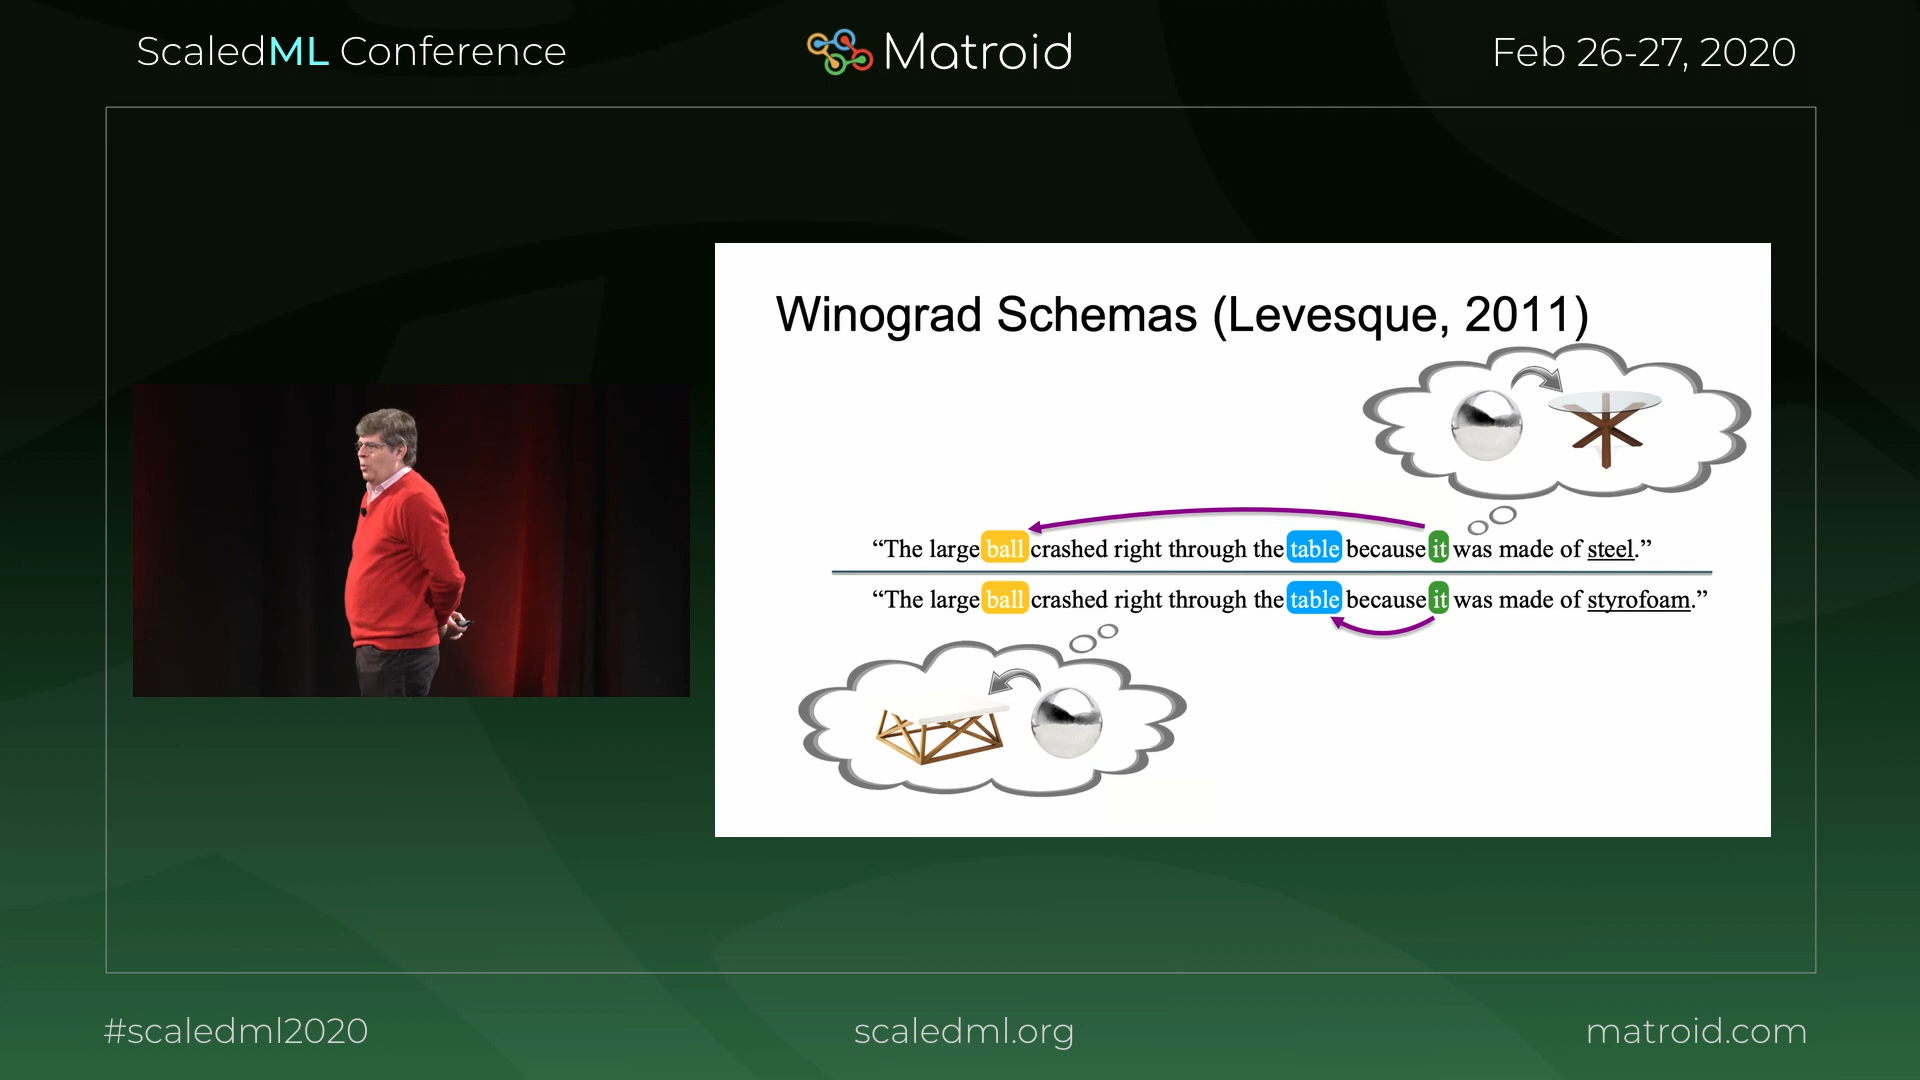 ScaledML Conference
Matroid
Feb 26-27, 2020
Winograd Schemas (Levesque, 2011)
“The large ball crashed right through the table because it was made of steel.”
“The large ball crashed right through the table because it was made of styrofoam.”
#scaledml2020
scaledml.org
matroid.com